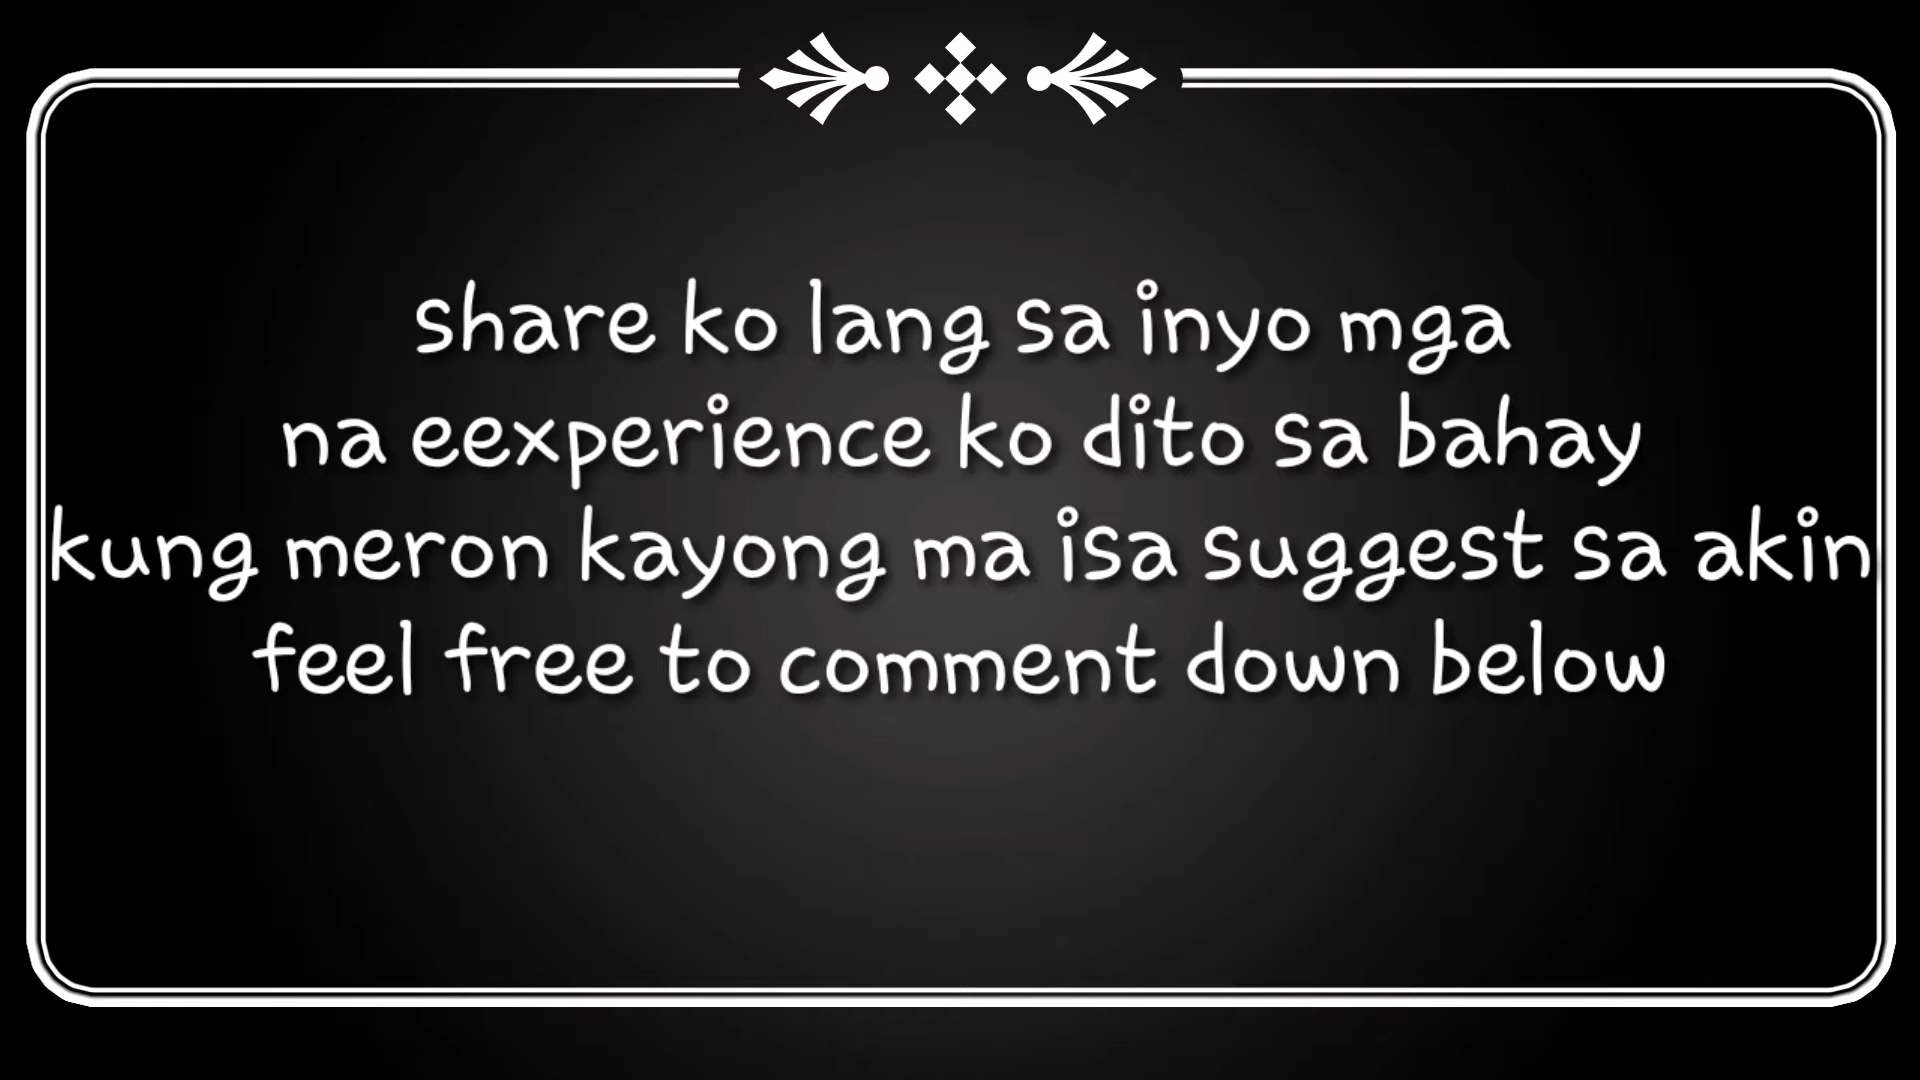 share ko lang sa inyo mga
na eexperience ko dito sa bahay
kung meron kayong ma isa suggest sa akin
feel free to comment down below